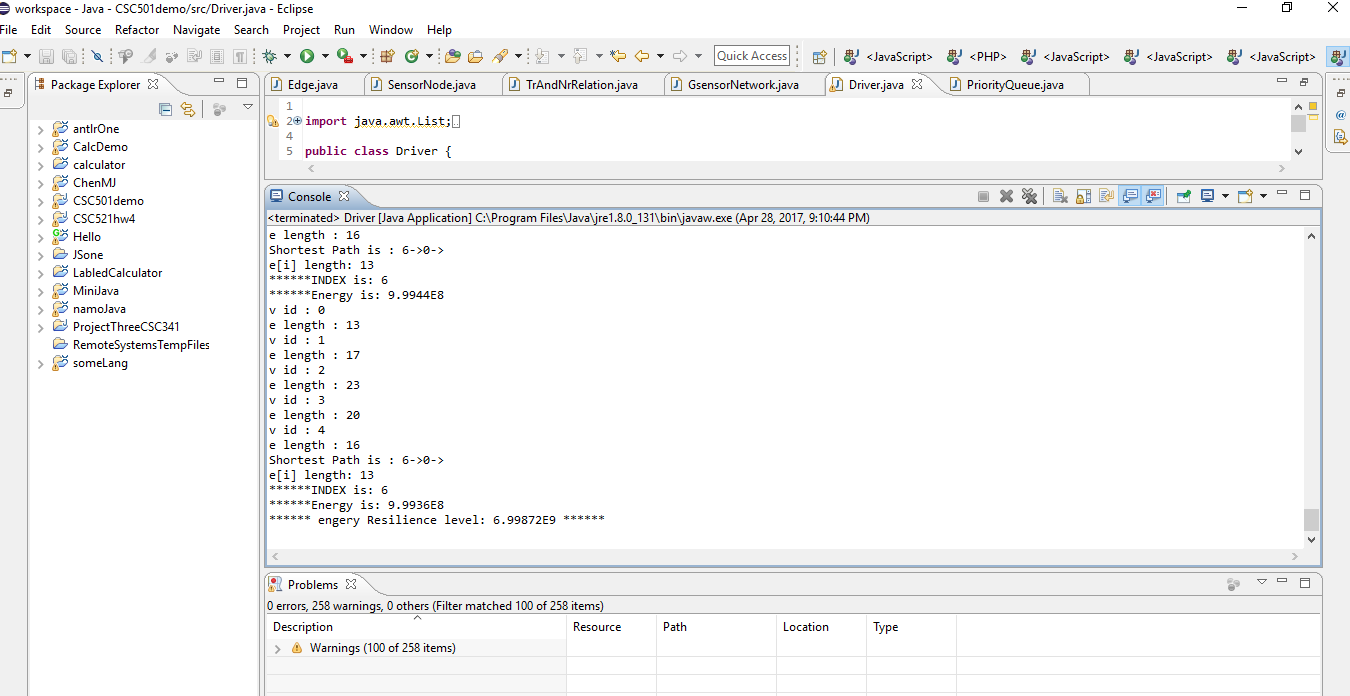 workspace - Java - CSC501demo/src/Driver.java - Eclipse
File Edit Source Refactor Navigate Search Project Run Window Help
Quick Access <JavaScript> <PHP> <JavaScript> <JavaScript> <JavaScript>
Package Explorer
antlrOne
CalcDemo
calculator
ChenMJ
CSC501demo
CSC521hw4
Hello
JSone
LabledCalculator
MiniJava
namoJava
ProjectThreeCSC341
RemoteSystemsTempFiles
someLang
Edge.java SensorNode.java TrAndNrRelation.java GsensorNetwork.java Driver.java PriorityQueue.java
1
2 import java.awt.List;
4
5 public class Driver {
Console
<terminated> Driver [Java Application] C:\Program Files\Java\jre1.8.0_131\bin\javaw.exe (Apr 28, 2017, 9:10:44 PM)
e length : 16
Shortest Path is : 6->0->
e[i] length: 13
******INDEX is: 6
******Energy is: 9.9944E8
v id : 0
e length : 13
v id : 1
e length : 17
v id : 2
e length : 23
v id : 3
e length : 20
v id : 4
e length : 16
Shortest Path is : 6->0->
e[i] length: 13
******INDEX is: 6
******Energy is: 9.9936E8
****** engery Resilience level: 6.99872E9 ******
Problems
0 errors, 258 warnings, 0 others (Filter matched 100 of 258 items)
Description Resource Path Location Type
Warnings (100 of 258 items)